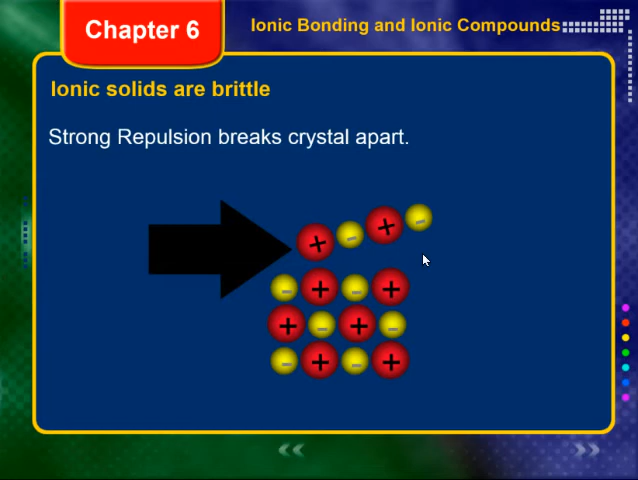 Chapter 6
Ionic Bonding and Ionic Compounds
Ionic solids are brittle
Strong Repulsion breaks crystal apart.
+ - + -
- + - +
+ - + -
- + - +